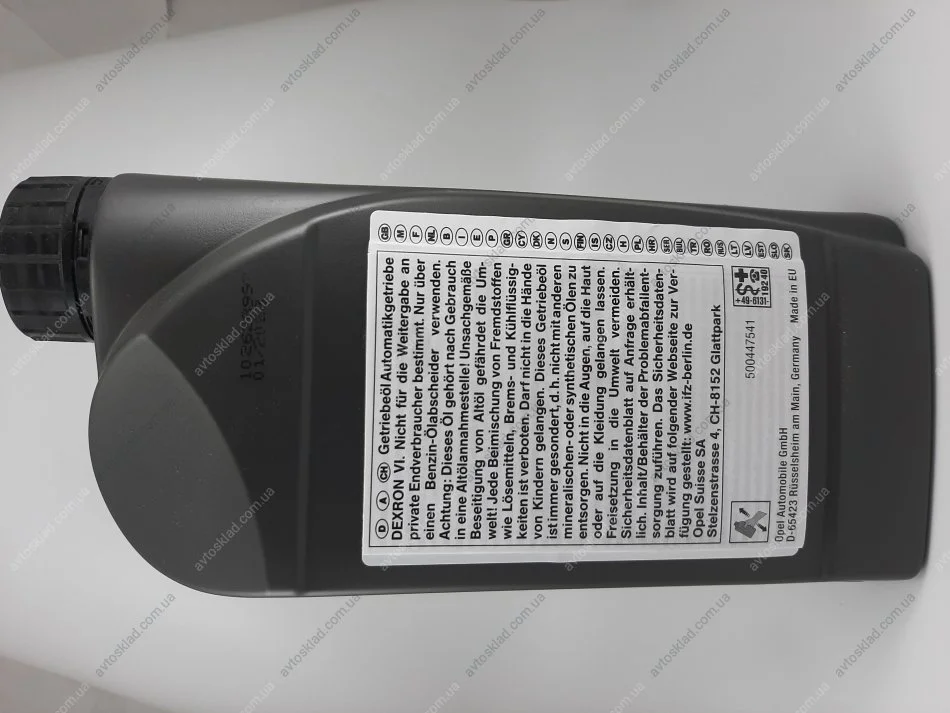 GB M F NL B I E P GR CY DK N S FIN IS CZ H PL HR SER BIL TR RO RUS LT LV EST SLO SK
D A CH Getriebeöl Automatikgetriebe
DEXRON VI. Nicht für die Weitergabe an
private Endverbraucher bestimmt. Nur über
einen Benzin-Ölabscheider verwenden.
Achtung: Dieses Öl gehört nach Gebrauch
in eine Altölannahmestelle! Unsachgemäße
Beseitigung von Altöl gefährdet die Um-
welt! Jede Beimischung von Fremdstoffen
wie Lösemitteln, Brems- und Kühlflüssig-
keiten ist verboten. Darf nicht in die Hände
von Kindern gelangen. Dieses Getriebeöl
ist immer gesondert, d. h. nicht mit anderen
mineralischen- oder synthetischen Ölen zu
entsorgen. Nicht in die Augen, auf die Haut
oder auf die Kleidung gelangen lassen.
Freisetzung in die Umwelt vermeiden.
Sicherheitsdatenblatt auf Anfrage erhält-
lich. Inhalt/Behälter der Problemabfallent-
sorgung zuführen. Das Sicherheitsdaten-
blatt wird auf folgender Webseite zur Ver-
fügung gestellt: www.ifz-berlin.de
Opel Suisse SA
Stelzenstrasse 4, CH-8152 Glattpark
+49-6131-
19240
500447541
Opel Automobile GmbH
D-65423 Rüsselsheim am Main, Germany Made in EU
avtosklad.com.ua